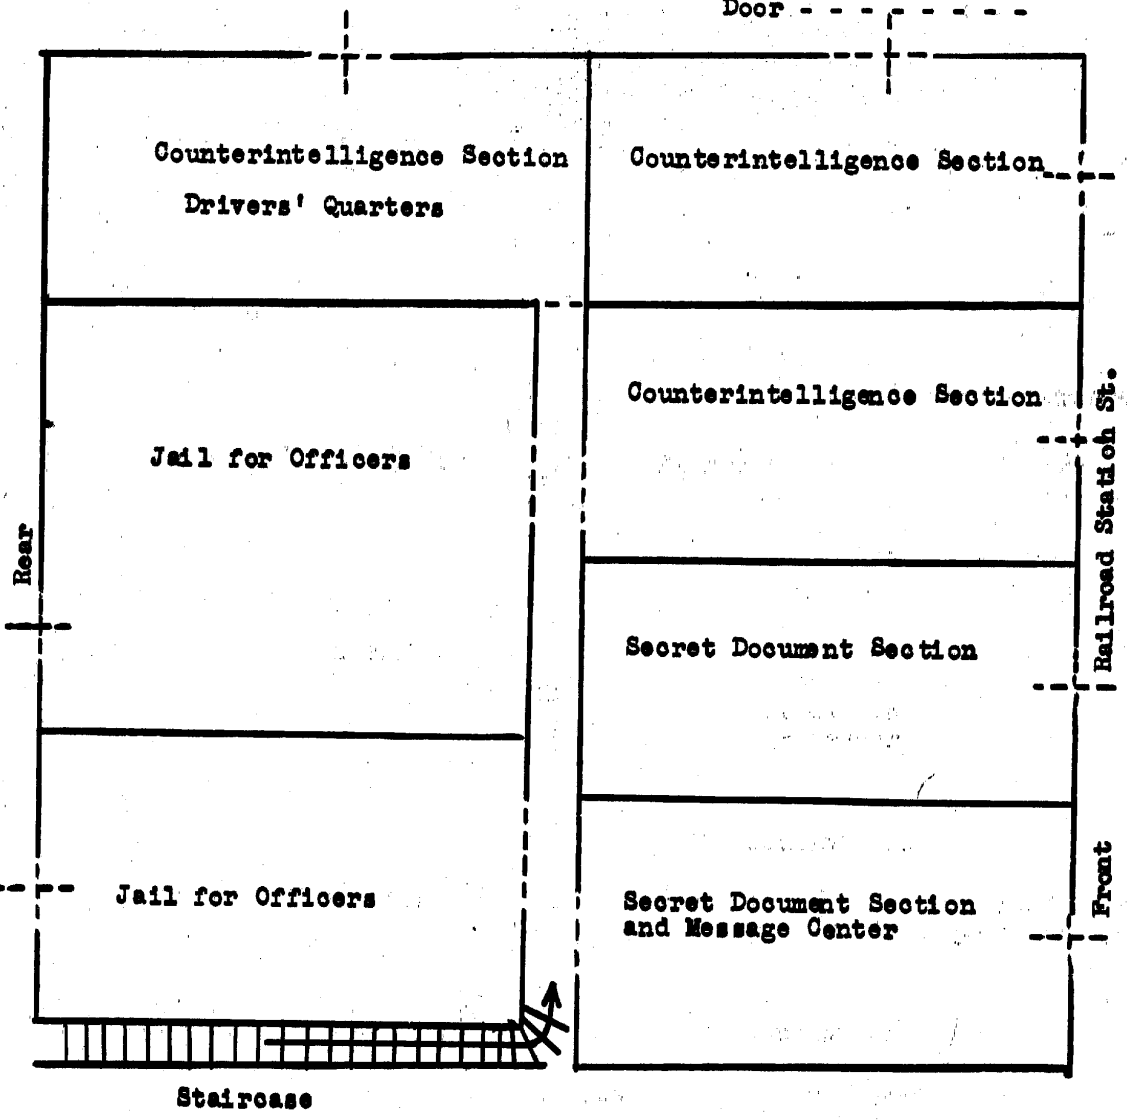 Door
Counterintelligence Section
Drivers' Quarters
Counterintelligence Section
Counterintelligence Section
Jail for Officers
Rear
Railroad Station St.
Secret Document Section
Jail for Officers
Secret Document Section
and Message Center
Front
Staircase